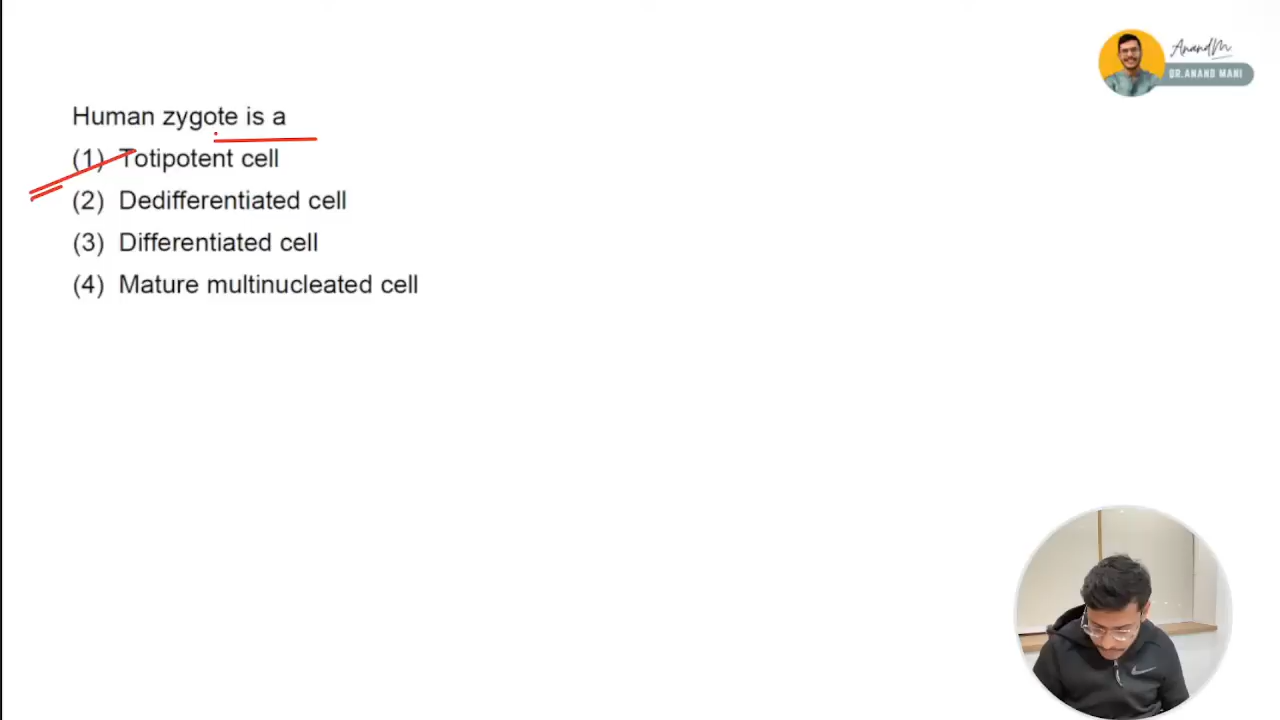 AnandM.
DR.ANAND MANI
Human zygote is a
(1) Totipotent cell
(2) Dedifferentiated cell
(3) Differentiated cell
(4) Mature multinucleated cell